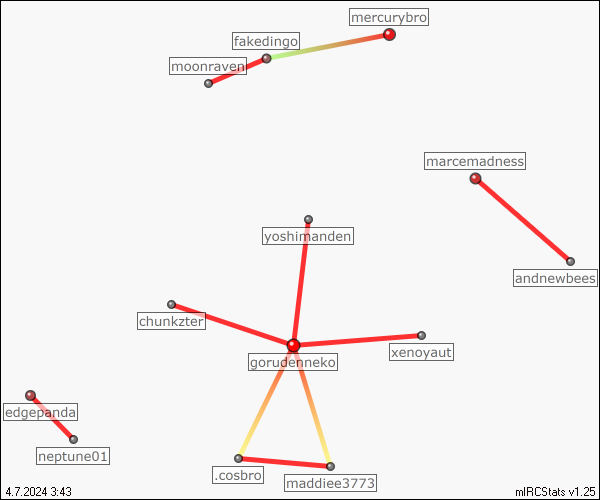 mercurybro
fakedingo
moonraven
marcemadness
yoshimanden
andnewbees
chunkzter
xenoyaut
gorudenneko
edgepanda
neptune01
.cosbro
maddiee3773
4.7.2024 3:43
mIRCStats v1.25